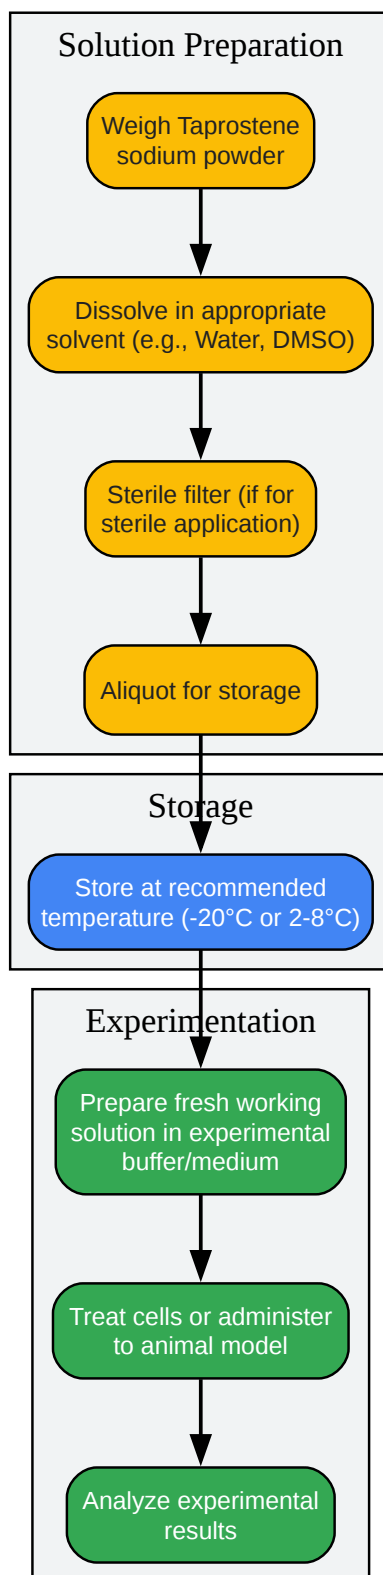 Solution Preparation
Weigh Taprostene
sodium powder
Dissolve in appropriate
solvent (e.g., Water, DMSO)
Sterile filter (if for
sterile application)
Aliquot for storage
Storage
Store at recommended
temperature (-20°C or 2-8°C)
Experimentation
Prepare fresh working
solution in experimental
buffer/medium
Treat cells or administer
to animal model
Analyze experimental
results